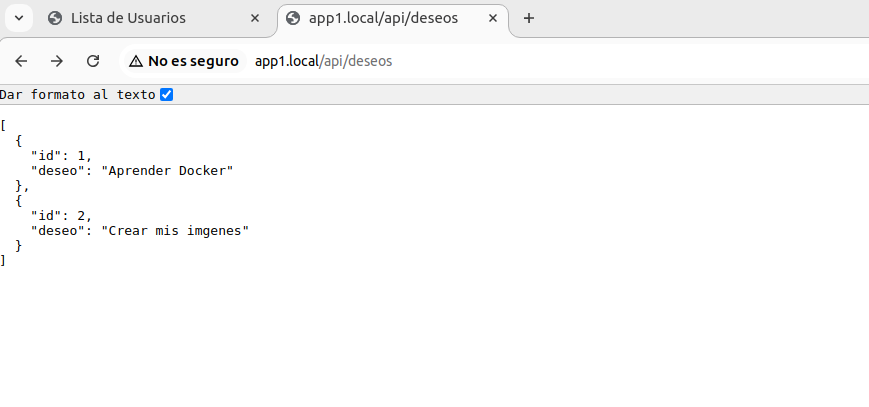 Lista de Usuarios
app1.local/api/deseos
No es seguro app1.local/api/deseos
Dar formato al texto
[
{
"id": 1,
"deseo": "Aprender Docker"
},
{
"id": 2,
"deseo": "Crear mis imgenes"
}
]